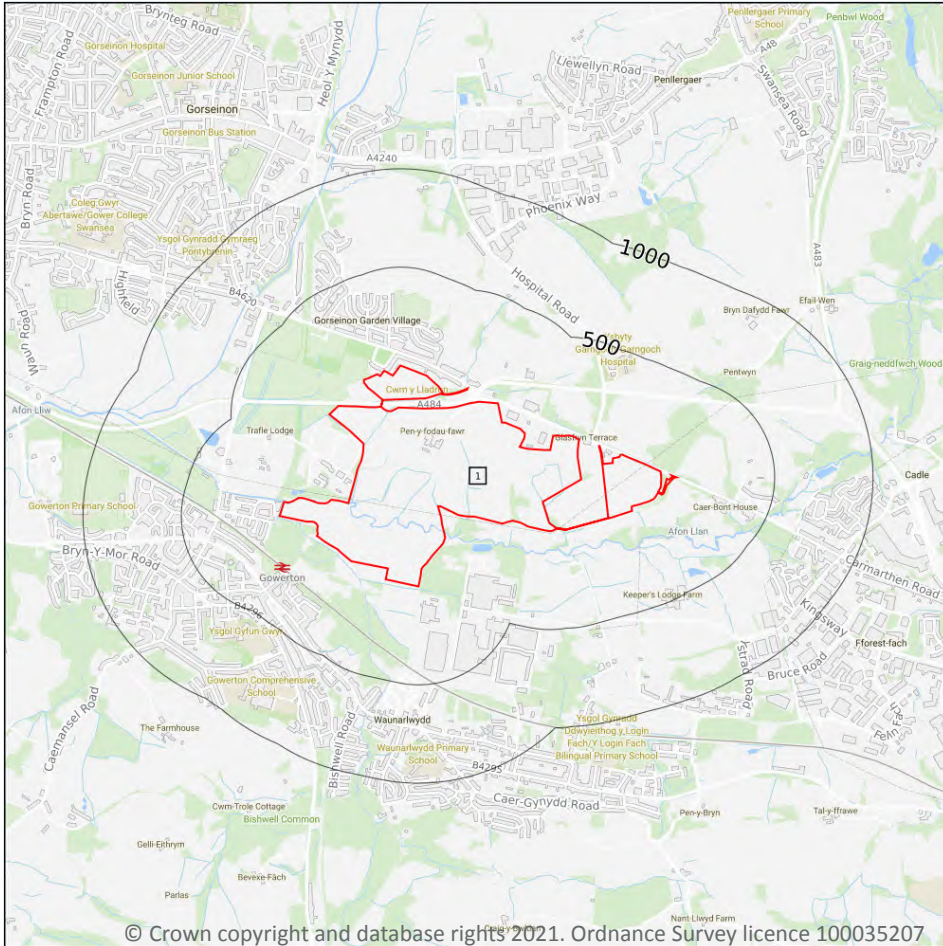 Brynteg Road
Penllergaer Primary
School
Penbwl Wood
Gorseinon Hospital
A48
Frampton Road
Heol Y Mynydd
Llewellyn Road
Swansea Road
Gorseinon Junior School
Penllergaer
Gorseinon
Gorseinon Bus Station
A4240
Bryn Road
Coleg Gwyr
Abertawe/Gower College
Swansea
Phoenix Way
Ysgol Gynradd Gymraeg
Pontybrenin
1000
A483
Highfield
B4620
Hospital Road
Efail-Wen
Bryn Dafydd Fawr
Waun Road
Gorseinon Garden Village
500
Hospital
Graig-neddfwch Wood
Pentwyn
Cwm y Lladron
A484
Afon Lliw
Trafle Lodge
Pen-y-fodau-fawr
Glasfryn Terrace
1
Cadle
Gowerton Primary School
Caer-Bont House
Afon Llan
Bryn-Y-Mor Road
Gowerton
Carmarthen Road
Keeper's Lodge Farm
Kingsway
B4296
Ysgol Gyfun Gwyr
Fforest-fach
Ystrad Road
Bruce Road
Gowerton Comprehensive
School
Caemansel Road
The Farmhouse
Bishwell Road
Waunarlwydd
Ysgol Gynradd
Ddwyieithog y Login
Fach/Y Login Fach
Bilingual Primary School
Waunarlwydd Primary
School
B4295
Caer-Gynydd Road
Cwm-Trole Cottage
Bishwell Common
Pen-y-Bryn
Tal-y-ffrawe
Gelli-Eithrym
Bevexe-Fâch
Parlas
Nant Llwyd Farm
© Crown copyright and database rights 2021. Ordnance Survey licence 100035207